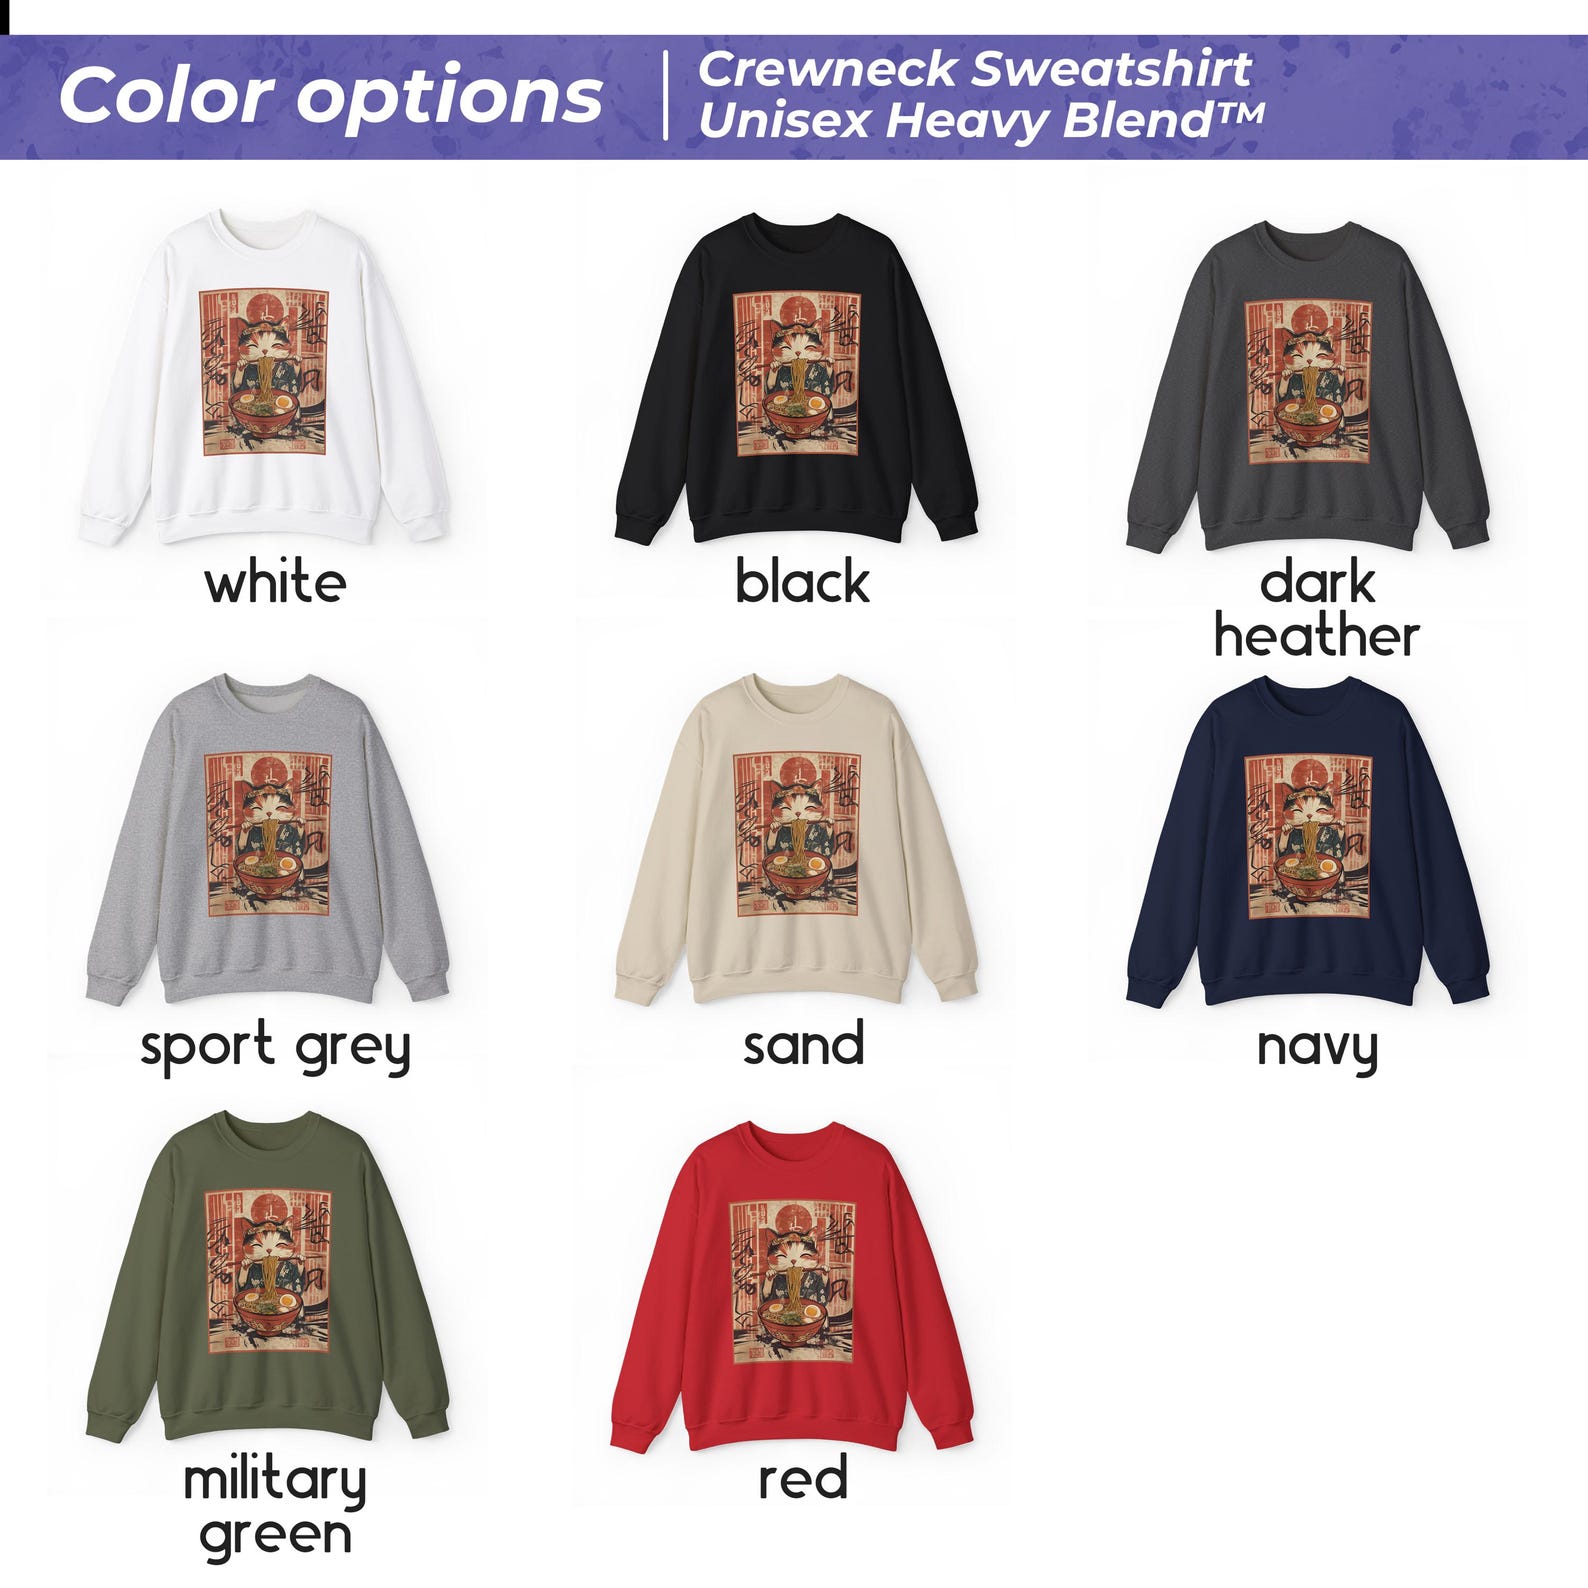 Color options
Crewneck Sweatshirt
Unisex Heavy Blend™
white
black
dark
heather
sport grey
sand
navy
military
green
red